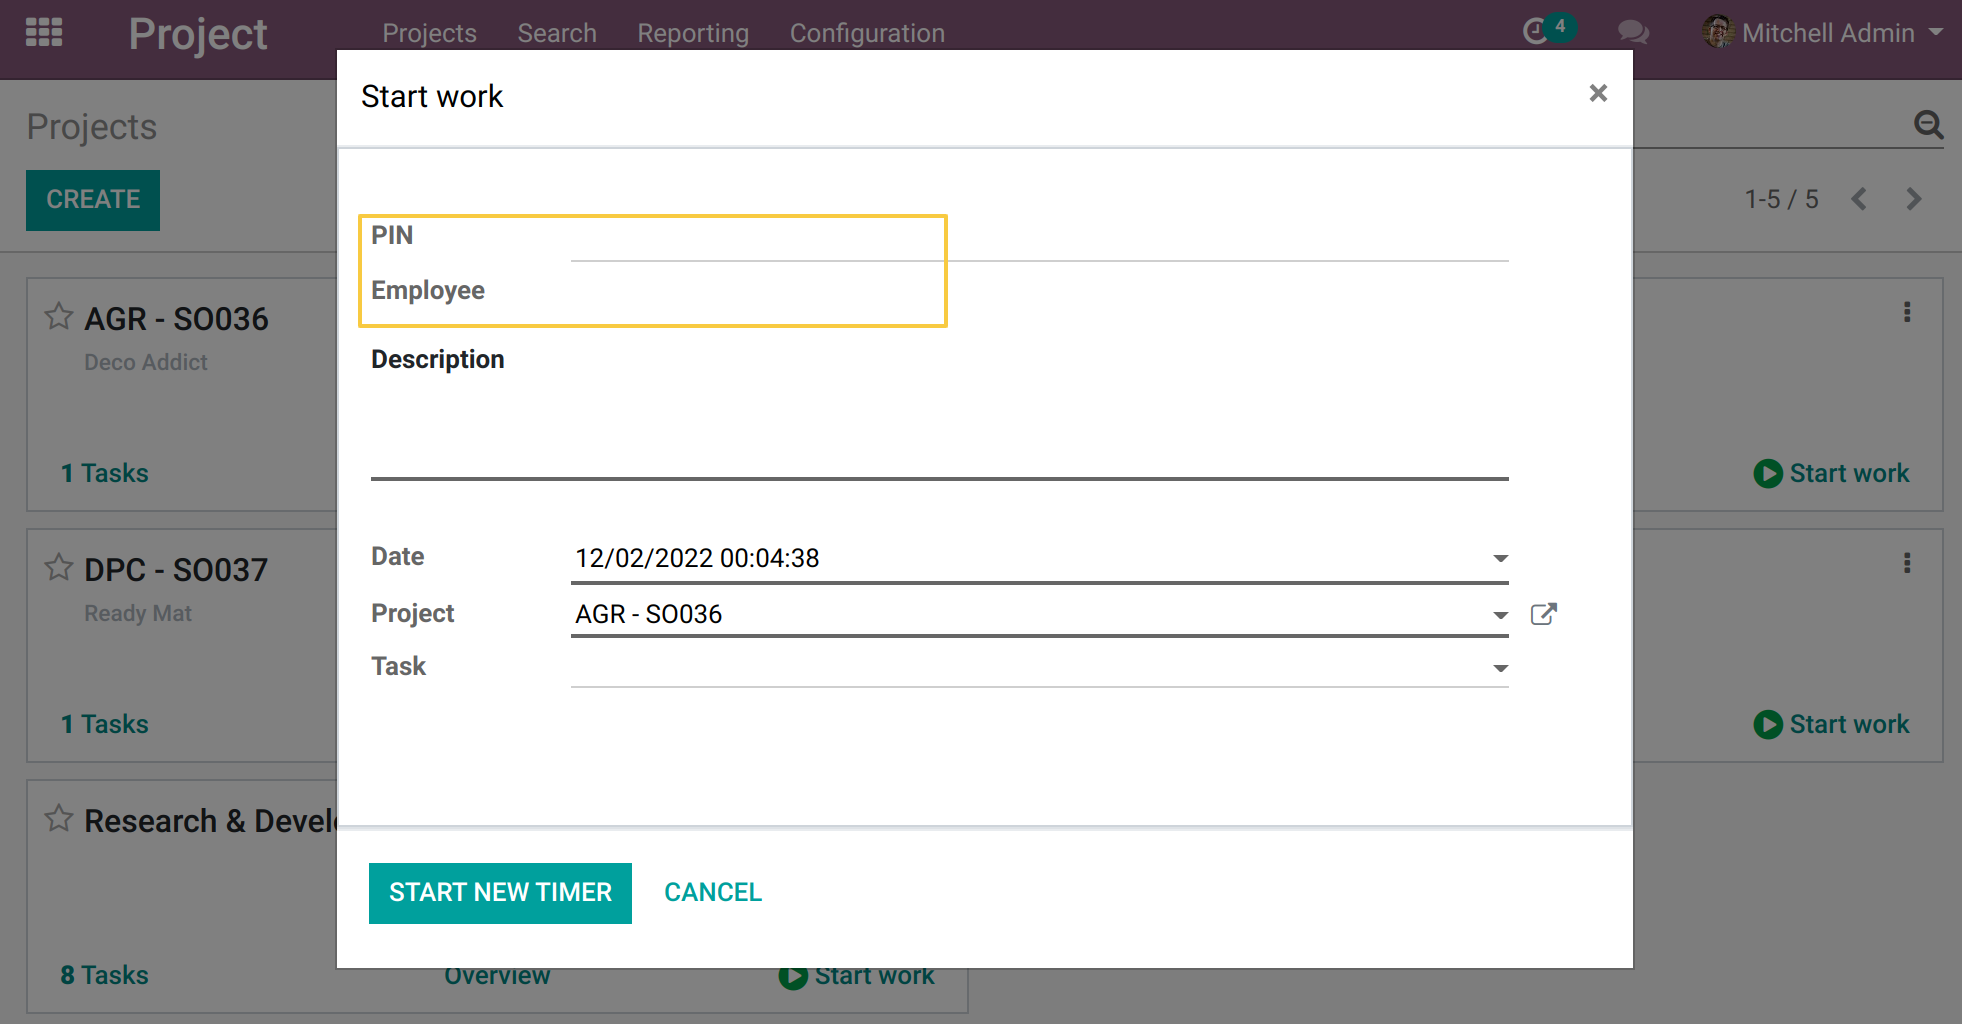 Project
Projects Search Reporting Configuration
4
Mitchell Admin
Start work
Projects
CREATE
1-5 / 5
PIN
Employee
Description
AGR - SO036
Deco Addict
1 Tasks
Start work
Date 12/02/2022 00:04:38
Project AGR - SO036
Task
DPC - SO037
Ready Mat
1 Tasks
Start work
Research & Devel
START NEW TIMER CANCEL
8 Tasks Overview Start work